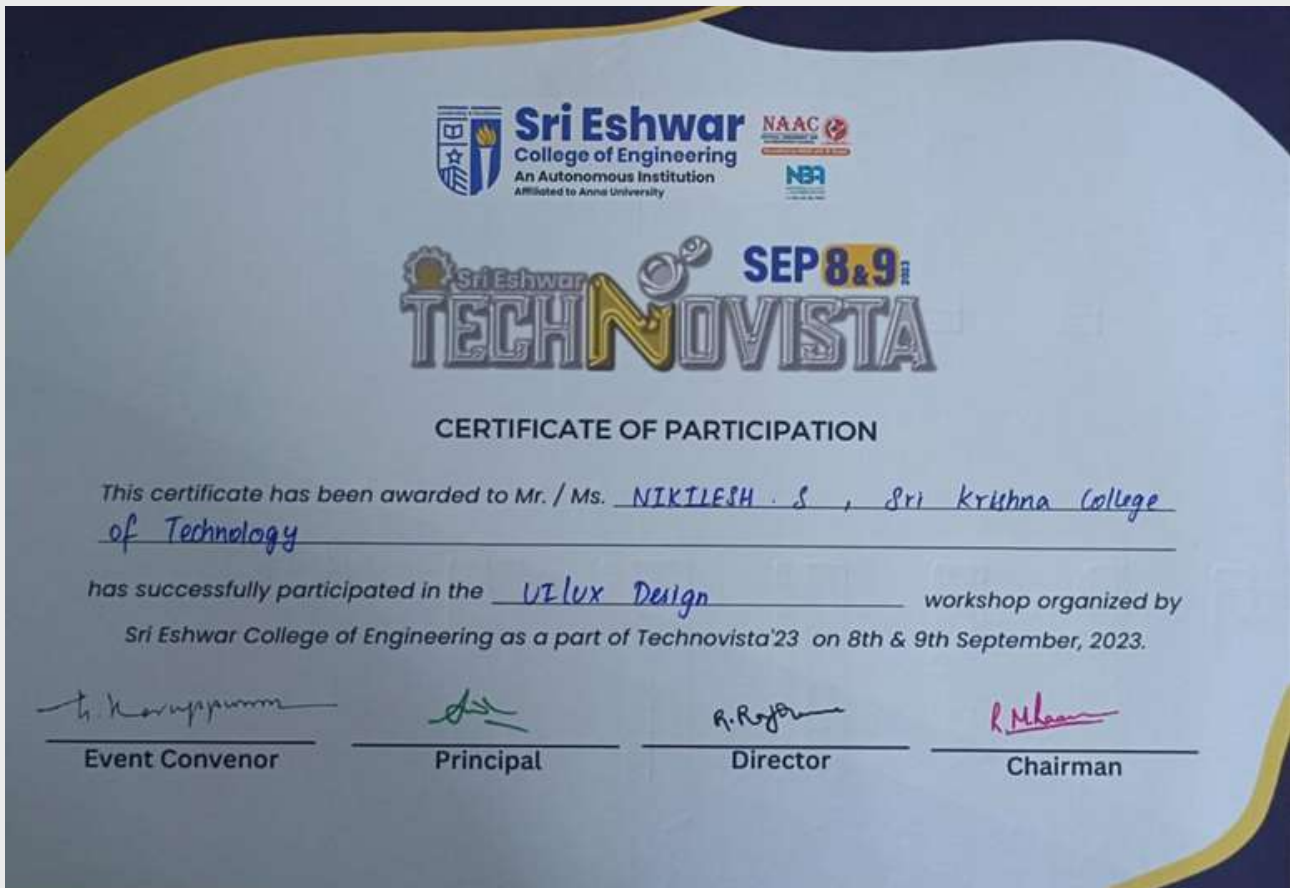 Sri Eshwar
College of Engineering
An Autonomous Institution
Affiliated to Anna University
NAAC
NBA
Sri Eshwar
TECHNOVISTA
SEP 8&9 2023
CERTIFICATE OF PARTICIPATION
This certificate has been awarded to Mr. / Ms. NIKILESH . S , Sri Krishna College
of Technology
has successfully participated in the UI/UX Design workshop organized by
Sri Eshwar College of Engineering as a part of Technovista'23 on 8th & 9th September, 2023.
Event Convenor
Principal
Director
Chairman